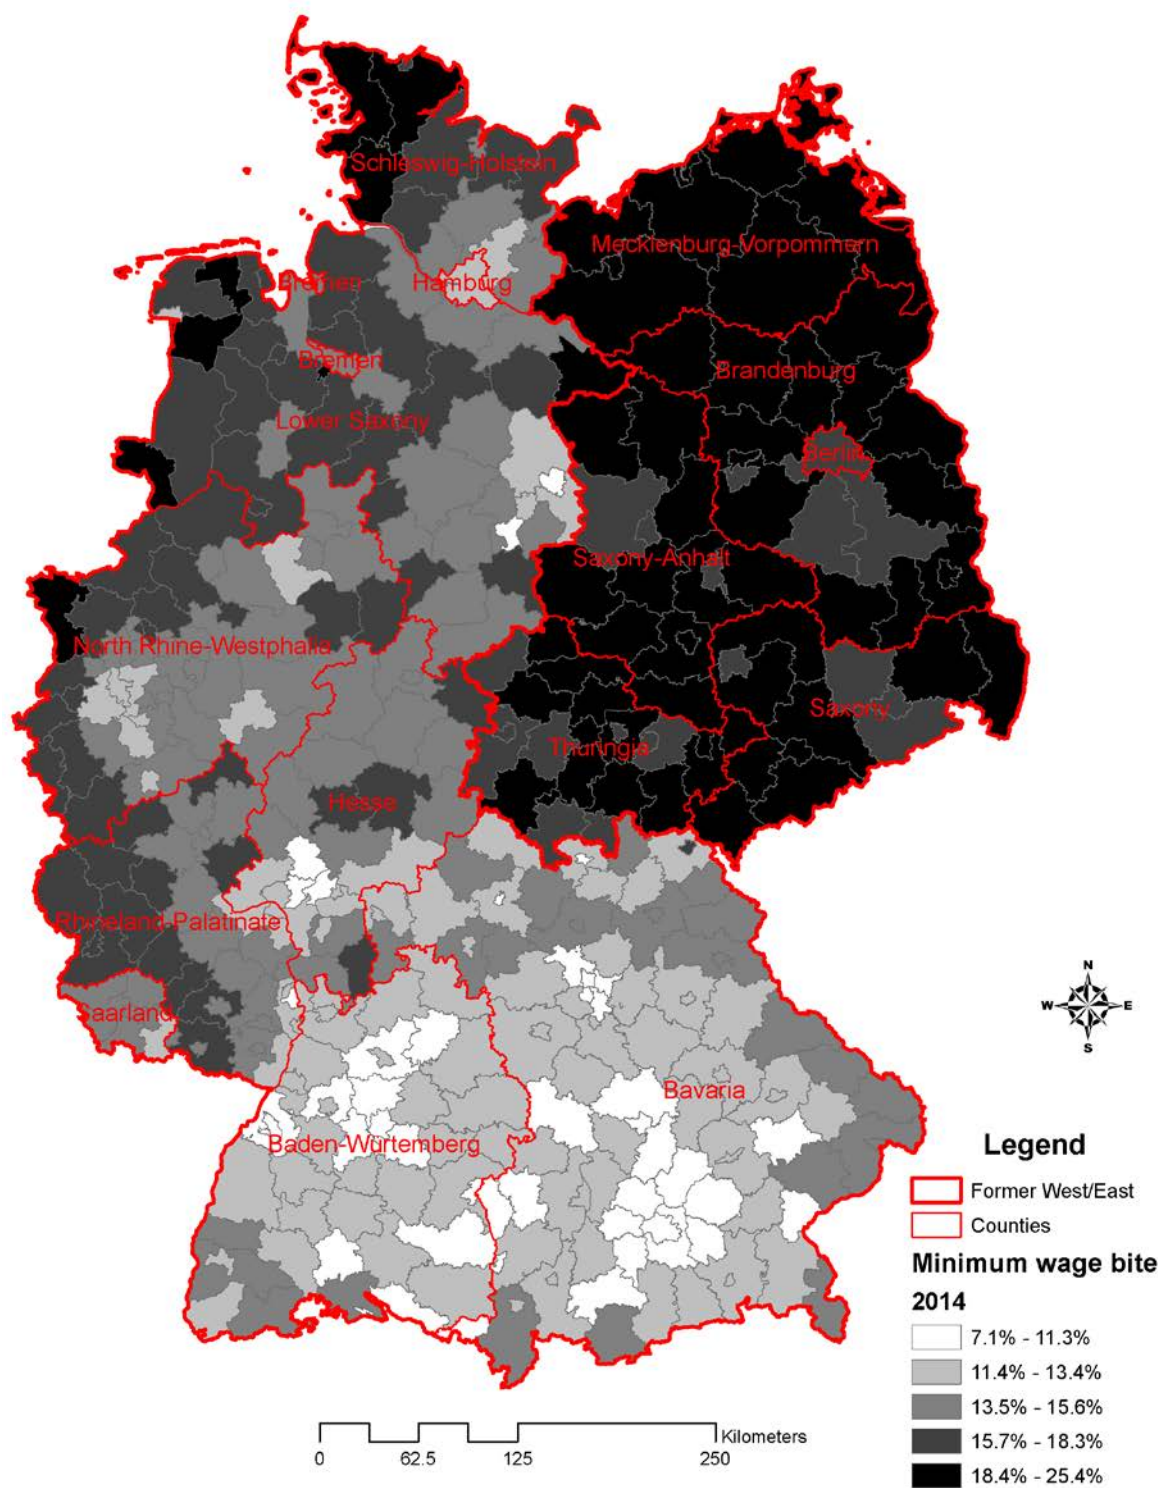 Schleswig-Holstein
Mecklenburg-Vorpommern
Bremen
Hamburg
Bremen
Brandenburg
Lower Saxony
Berlin
Saxony-Anhalt
North Rhine-Westphalia
Saxony
Thuringia
Hesse
Rhineland-Palatinate
N
W
E
S
Saarland
Bavaria
Baden-Würtemberg
Legend
Former West/East
Counties
Minimum wage bite
2014
7.1% - 11.3%
11.4% - 13.4%
13.5% - 15.6%
15.7% - 18.3%
18.4% - 25.4%
Kilometers
0 62.5 125 250